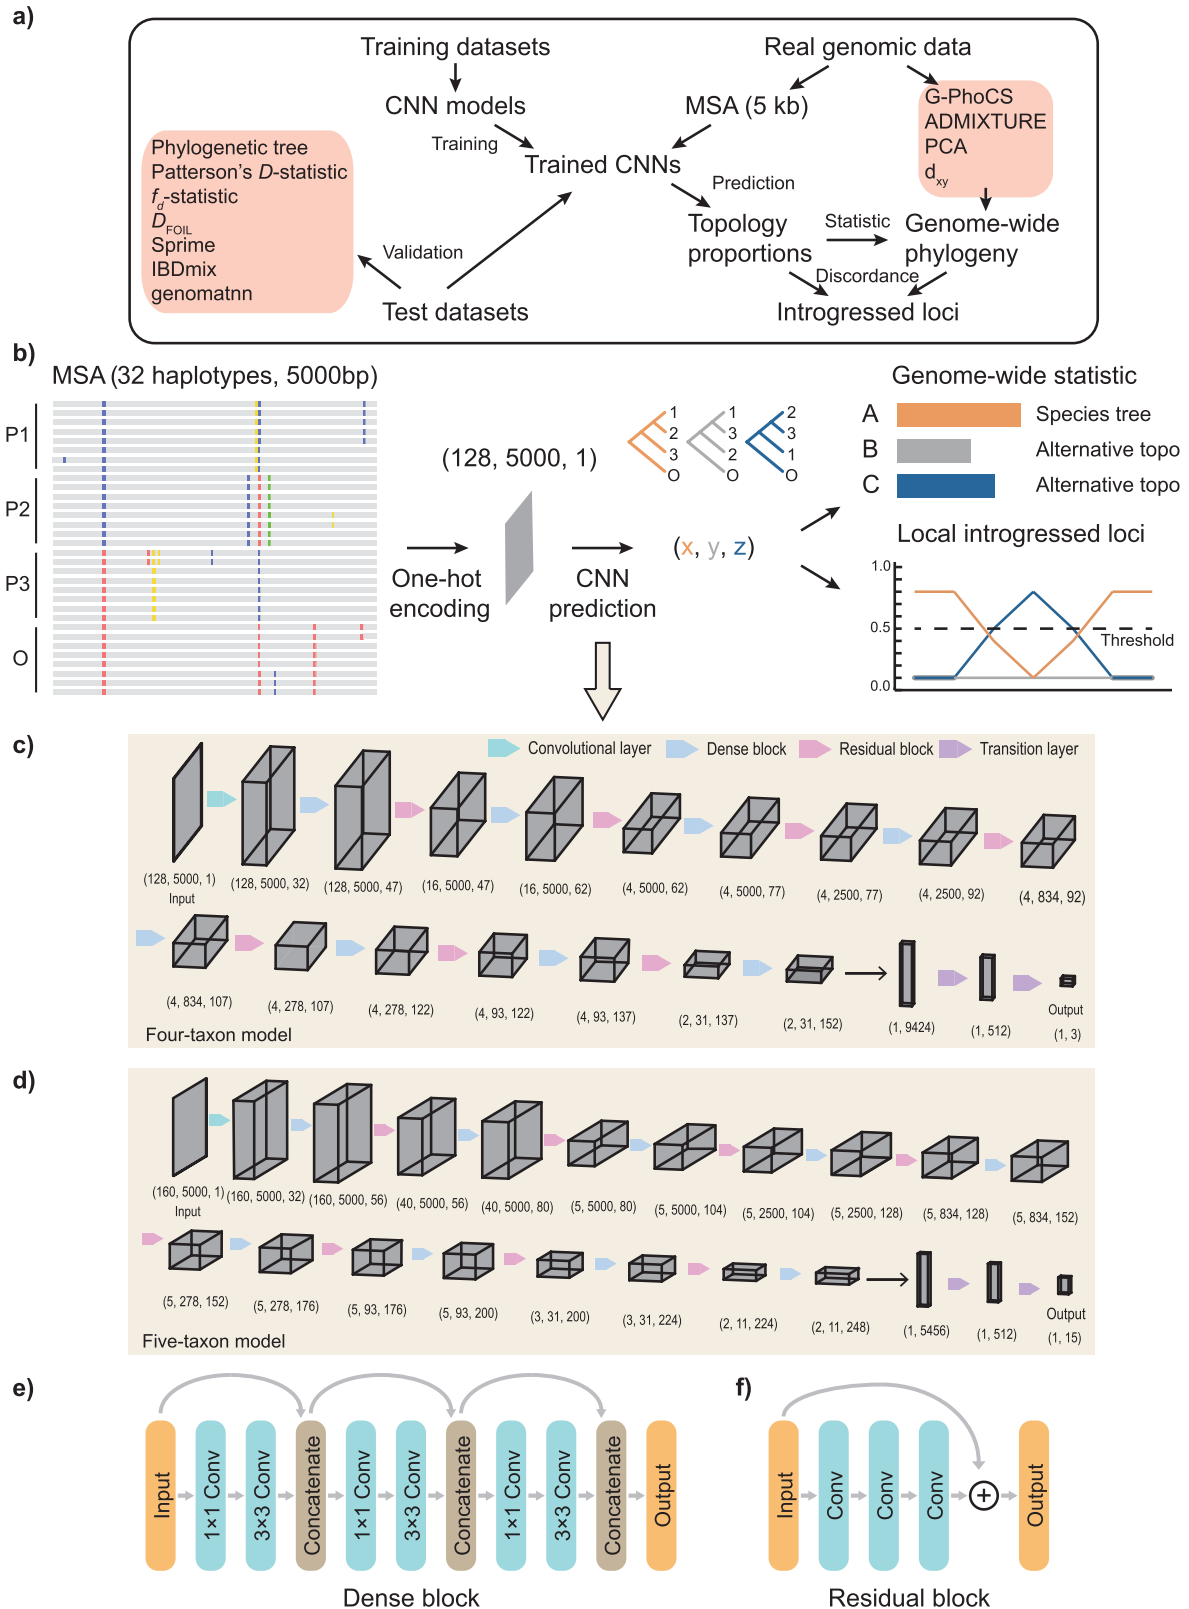 a)
Training datasets
Real genomic data
CNN models
MSA (5 kb)
G-PhoCS
ADMIXTURE
PCA
dxy
Training
Trained CNNs
Prediction
Phylogenetic tree
Patterson's D-statistic
fd-statistic
DFOIL
Sprime
IBDmix
genomatnn
Validation
Test datasets
Topology
proportions
Statistic
Genome-wide
phylogeny
Discordance
Introgressed loci
b)
MSA (32 haplotypes, 5000bp)
P1
P2
P3
O
One-hot
encoding
(128, 5000, 1)
CNN
prediction
1
2
3
O
1
3
2
O
2
3
1
O
(x, y, z)
Genome-wide statistic
A Species tree
B Alternative topo
C Alternative topo
Local introgressed loci
1.0
0.5
0.0
Threshold
c)
Convolutional layer
Dense block
Residual block
Transition layer
(128, 5000, 1)
Input
(128, 5000, 32)
(128, 5000, 47)
(16, 5000, 47)
(16, 5000, 62)
(4, 5000, 62)
(4, 5000, 77)
(4, 2500, 77)
(4, 2500, 92)
(4, 834, 92)
(4, 834, 107)
(4, 278, 107)
(4, 278, 122)
(4, 93, 122)
(4, 93, 137)
(2, 31, 137)
(2, 31, 152)
(1, 9424)
(1, 512)
Output
(1, 3)
Four-taxon model
d)
(160, 5000, 1)
Input
(160, 5000, 32)
(160, 5000, 56)
(40, 5000, 56)
(40, 5000, 80)
(5, 5000, 80)
(5, 5000, 104)
(5, 2500, 104)
(5, 2500, 128)
(5, 834, 128)
(5, 834, 152)
(5, 278, 152)
(5, 278, 176)
(5, 93, 176)
(5, 93, 200)
(3, 31, 200)
(3, 31, 224)
(2, 11, 224)
(2, 11, 248)
(1, 5456)
(1, 512)
Output
(1, 15)
Five-taxon model
e)
Input
1×1 Conv
3×3 Conv
Concatenate
1×1 Conv
3×3 Conv
Concatenate
1×1 Conv
3×3 Conv
Concatenate
Output
Dense block
f)
Input
Conv
Conv
Conv
+
Output
Residual block